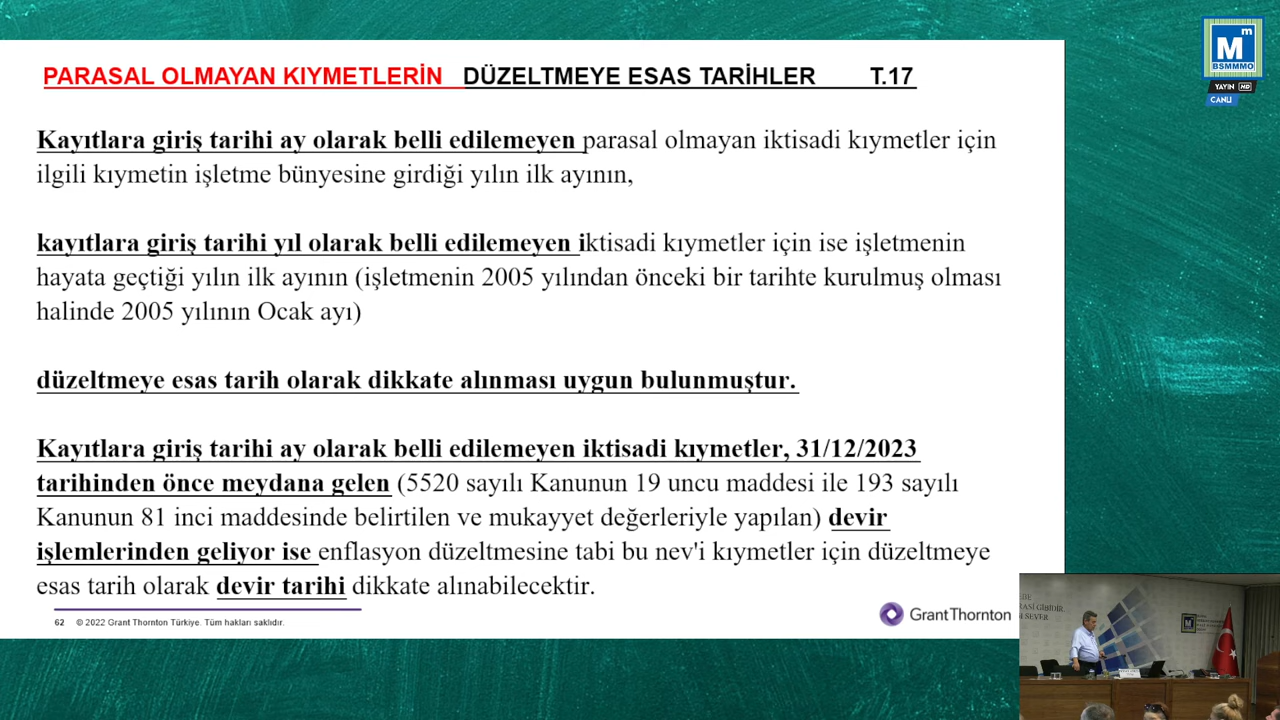 PARASAL OLMAYAN KIYMETLERİN DÜZELTMEYE ESAS TARİHLER T.17
Kayıtlara giriş tarihi ay olarak belli edilemeyen parasal olmayan iktisadi kıymetler için
ilgili kıymetin işletme bünyesine girdiği yılın ilk ayının,
kayıtlara giriş tarihi yıl olarak belli edilemeyen iktisadi kıymetler için ise işletmenin
hayata geçtiği yılın ilk ayının (işletmenin 2005 yılından önceki bir tarihte kurulmuş olması
halinde 2005 yılının Ocak ayı)
düzeltmeye esas tarih olarak dikkate alınması uygun bulunmuştur.
Kayıtlara giriş tarihi ay olarak belli edilemeyen iktisadi kıymetler, 31/12/2023
tarihinden önce meydana gelen (5520 sayılı Kanunun 19 uncu maddesi ile 193 sayılı
Kanunun 81 inci maddesinde belirtilen ve mukayyet değerleriyle yapılan) devir
işlemlerinden geliyor ise enflasyon düzeltmesine tabi bu nev'i kıymetler için düzeltmeye
esas tarih olarak devir tarihi dikkate alınabilecektir.
62 © 2022 Grant Thornton Türkiye. Tüm hakları saklıdır.
GrantThornton
Mm
BSMMMO
YAYIN HD
CANLI
SEVER